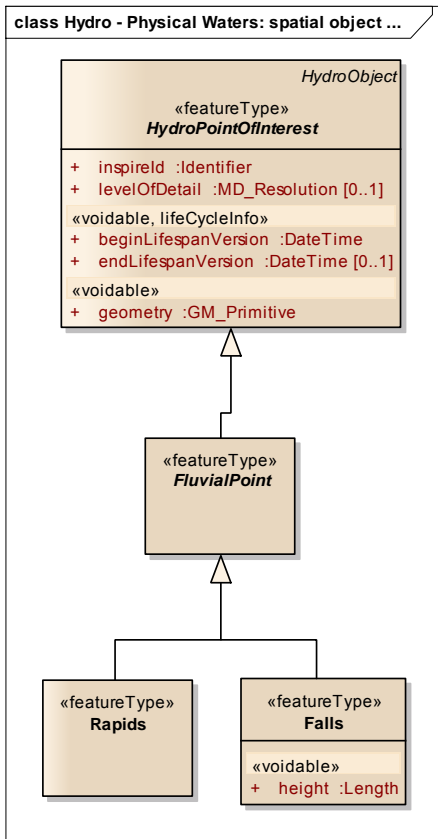 class Hydro - Physical Waters: spatial object ...
HydroObject
«featureType»
HydroPointOfInterest
+ inspireId :Identifier
+ levelOfDetail :MD_Resolution [0..1]
«voidable, lifeCycleInfo»
+ beginLifespanVersion :DateTime
+ endLifespanVersion :DateTime [0..1]
«voidable»
+ geometry :GM_Primitive
«featureType»
FluvialPoint
«featureType»
Rapids
«featureType»
Falls
«voidable»
+ height :Length